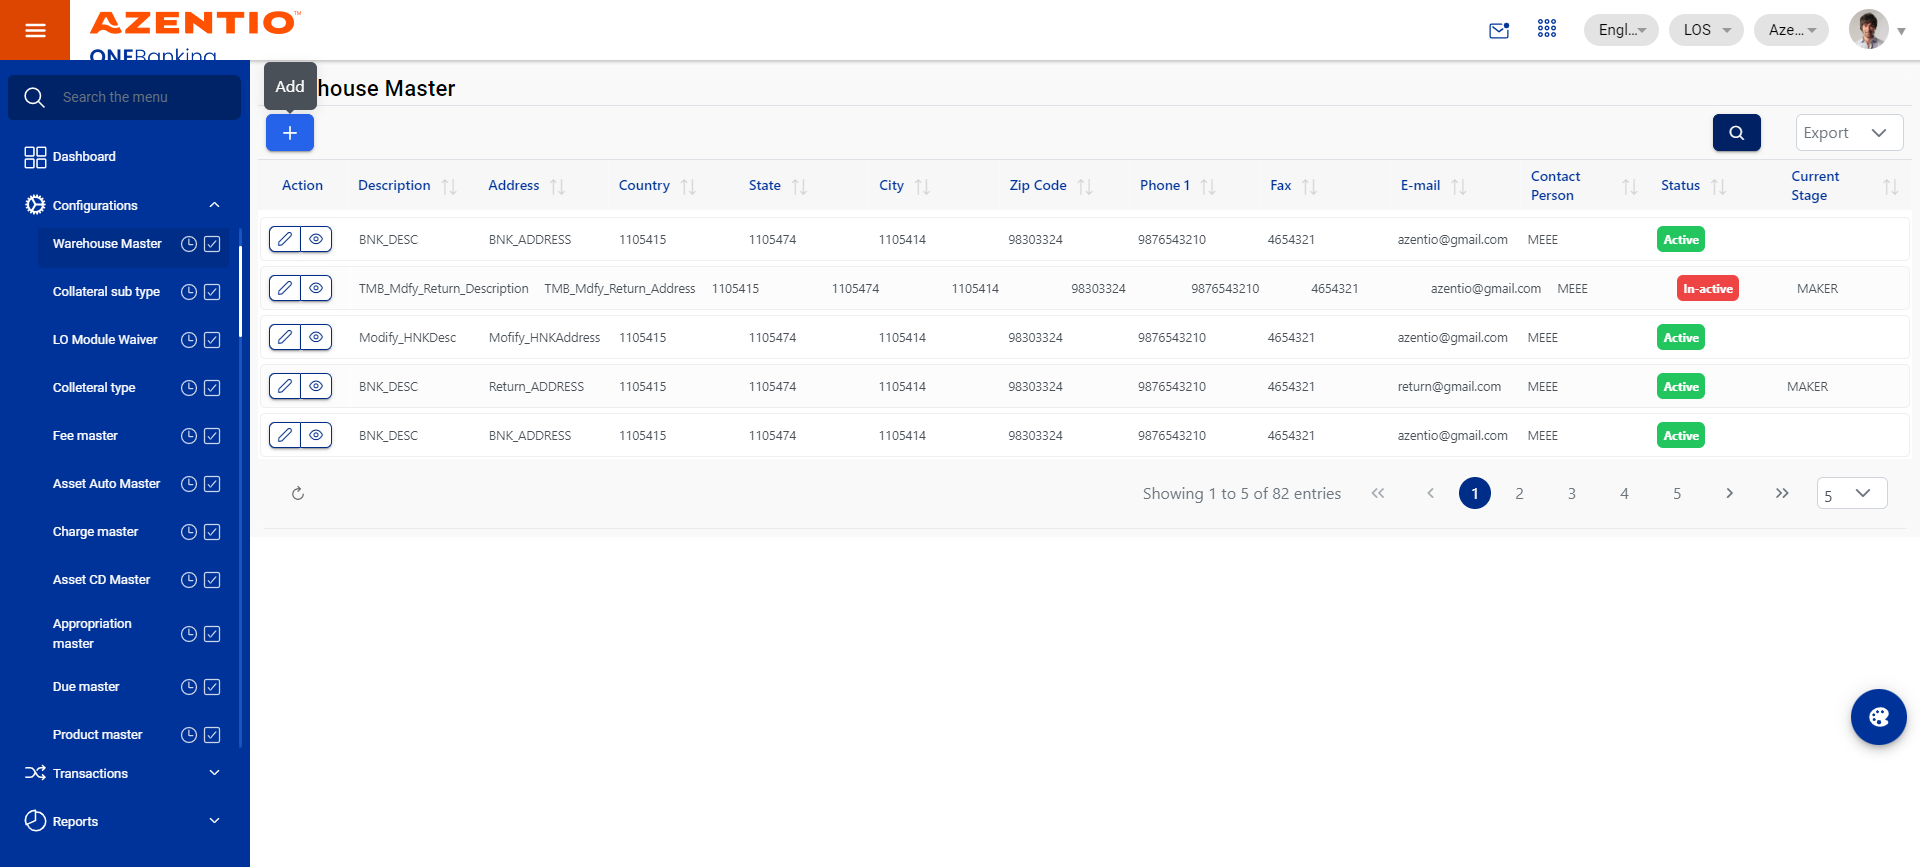 AZENTIO™
ONEBanking
Engl...
LOS
Aze...
Search the menu
Dashboard
Configurations
Warehouse Master
Collateral sub type
LO Module Waiver
Colleteral type
Fee master
Asset Auto Master
Charge master
Asset CD Master
Appropriation
master
Due master
Product master
Transactions
Reports
Add
house Master
Export
Action Description Address Country State City Zip Code Phone 1 Fax E-mail Contact Person Status Current Stage
BNK_DESC BNK_ADDRESS 1105415 1105474 1105414 98303324 9876543210 4654321 azentio@gmail.com MEEE Active
TMB_Mdfy_Return_Description TMB_Mdfy_Return_Address 1105415 1105474 1105414 98303324 9876543210 4654321 azentio@gmail.com MEEE In-active MAKER
Modify_HNKDesc Mofify_HNKAddress 1105415 1105474 1105414 98303324 9876543210 4654321 azentio@gmail.com MEEE Active
BNK_DESC Return_ADDRESS 1105415 1105474 1105414 98303324 9876543210 4654321 return@gmail.com MEEE Active MAKER
BNK_DESC BNK_ADDRESS 1105415 1105474 1105414 98303324 9876543210 4654321 azentio@gmail.com MEEE Active
Showing 1 to 5 of 82 entries 1 2 3 4 5 5